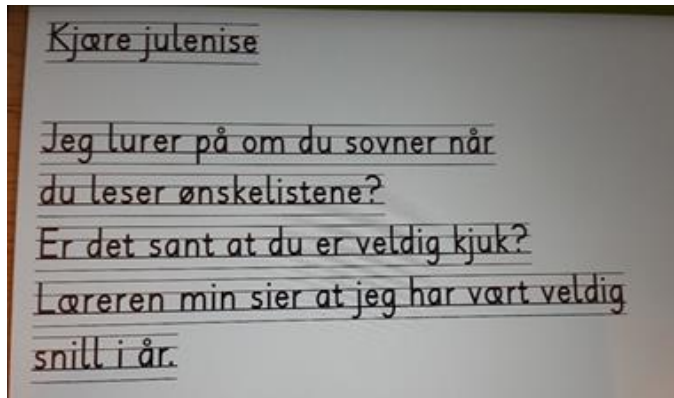 Kjære julenise
Jeg lurer på om du sovner når
du leser ønskelistene?
Er det sant at du er veldig kjuk?
Læreren min sier at jeg har vært veldig
snill i år.